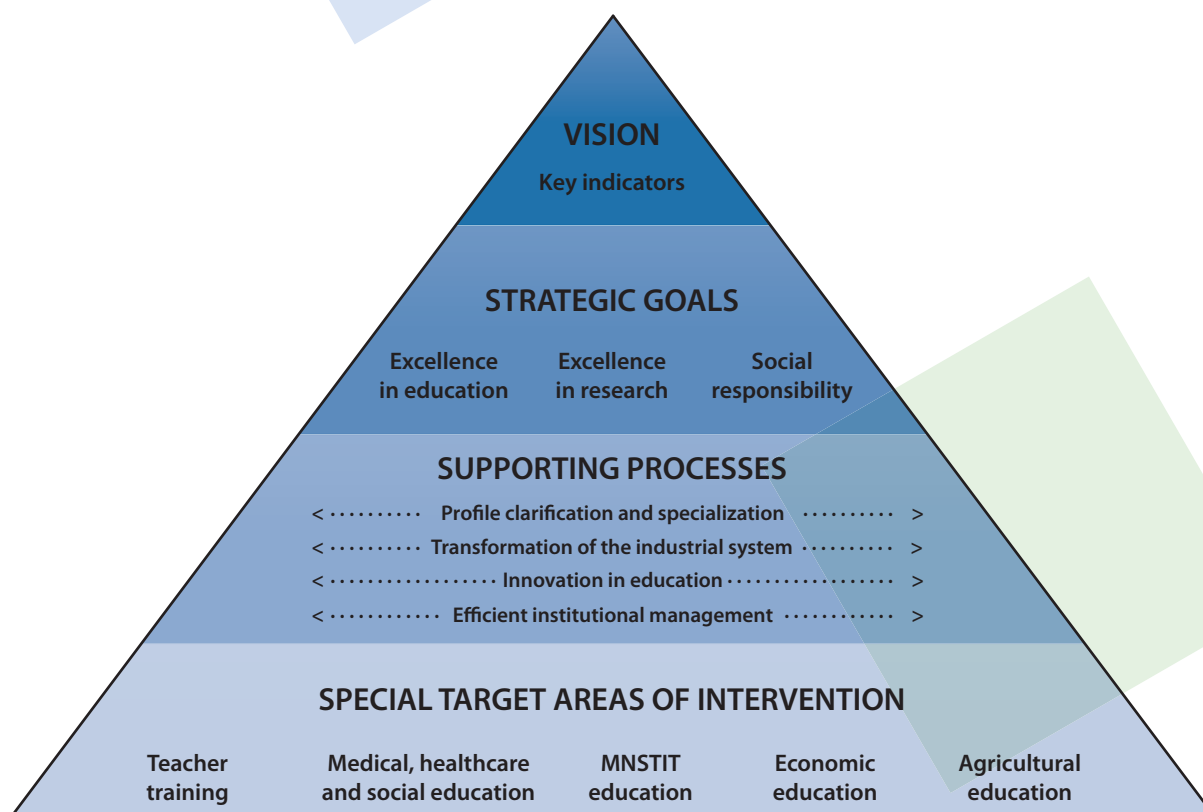 VISION
Key indicators
STRATEGIC GOALS
Excellence
in education
Excellence
in research
Social
responsibility
SUPPORTING PROCESSES
< ·········· Profile clarification and specialization ·········· >
< ·········· Transformation of the industrial system ·········· >
< ·················· Innovation in education ·················· >
< ············ Efficient institutional management ············ >
SPECIAL TARGET AREAS OF INTERVENTION
Teacher
training
Medical, healthcare
and social education
MNSTIT
education
Economic
education
Agricultural
education